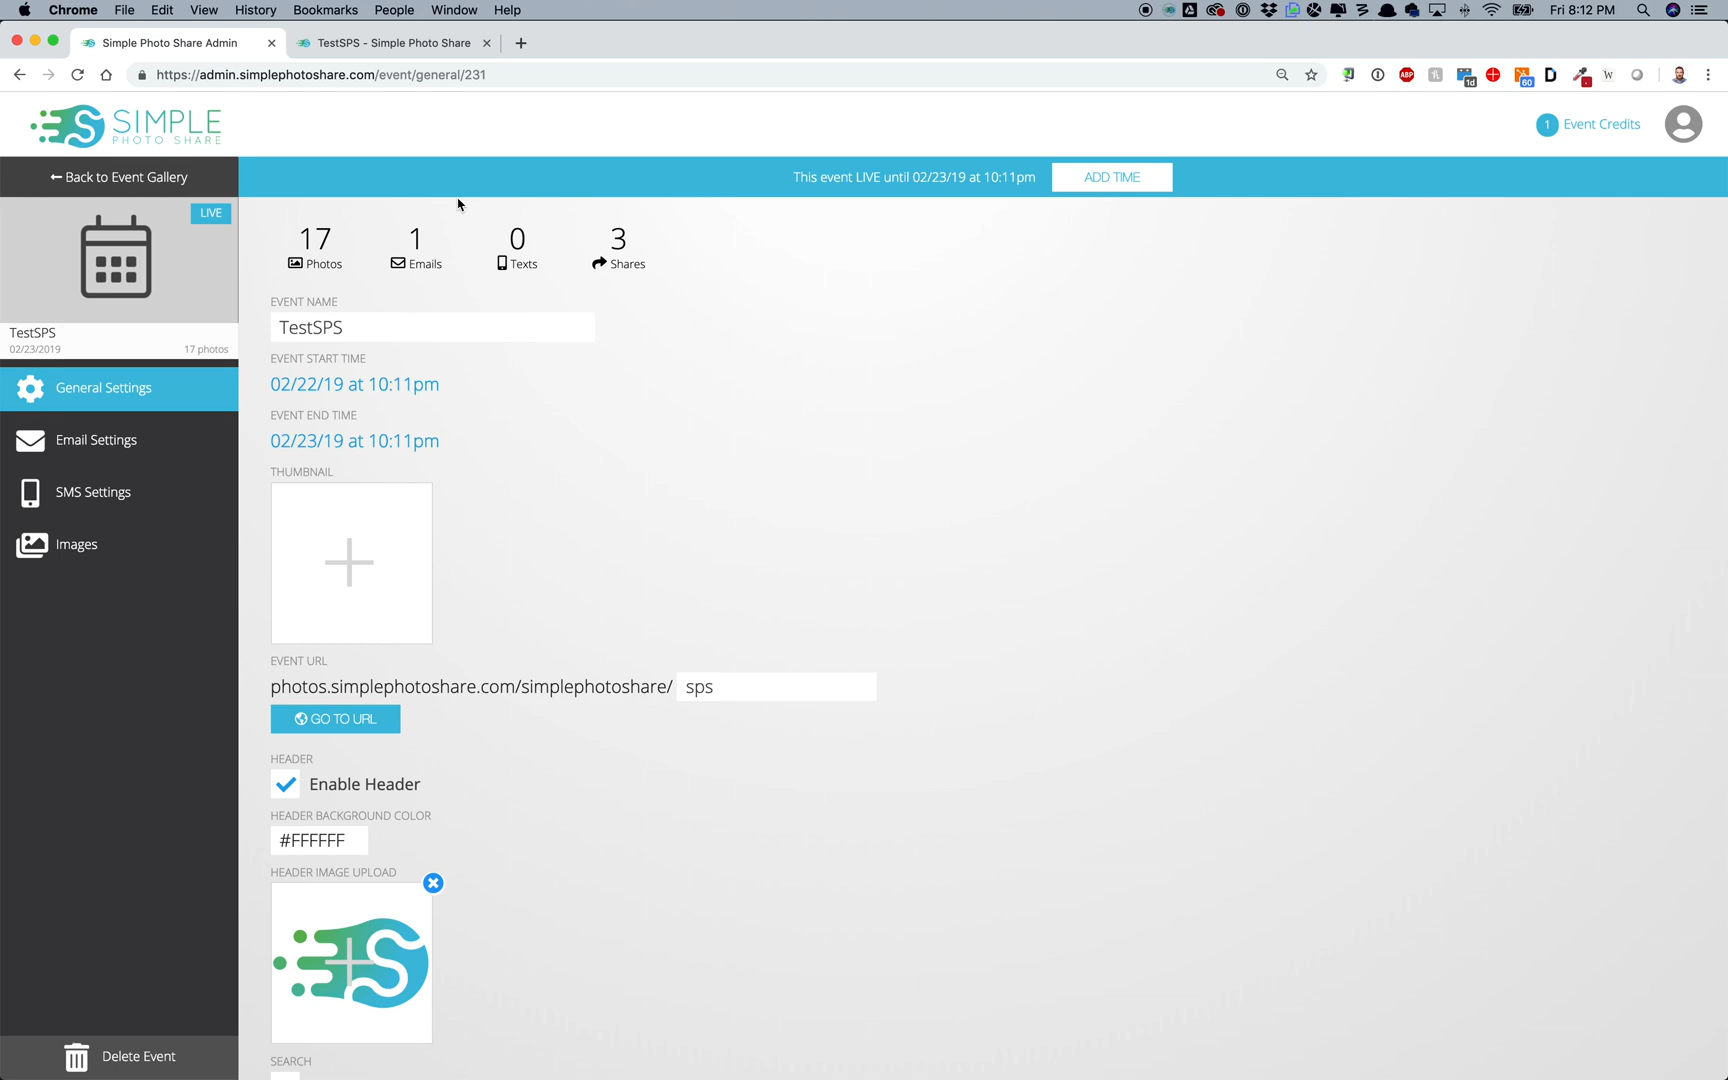 Chrome File Edit View History Bookmarks People Window Help
Fri 8:12 PM
Simple Photo Share Admin
TestSPS - Simple Photo Share
https://admin.simplephotoshare.com/event/general/231
ABP
1d
60
D
W
SIMPLE
PHOTO SHARE
1 Event Credits
Back to Event Gallery
This event LIVE until 02/23/19 at 10:11pm
ADD TIME
LIVE
17 1 0 3
Photos Emails Texts Shares
EVENT NAME
TestSPS
TestSPS
02/23/2019 17 photos
EVENT START TIME
02/22/19 at 10:11pm
General Settings
EVENT END TIME
02/23/19 at 10:11pm
Email Settings
THUMBNAIL
SMS Settings
Images
EVENT URL
photos.simplephotoshare.com/simplephotoshare/ sps
GO TO URL
HEADER
Enable Header
HEADER BACKGROUND COLOR
#FFFFFF
HEADER IMAGE UPLOAD
S
Delete Event
SEARCH